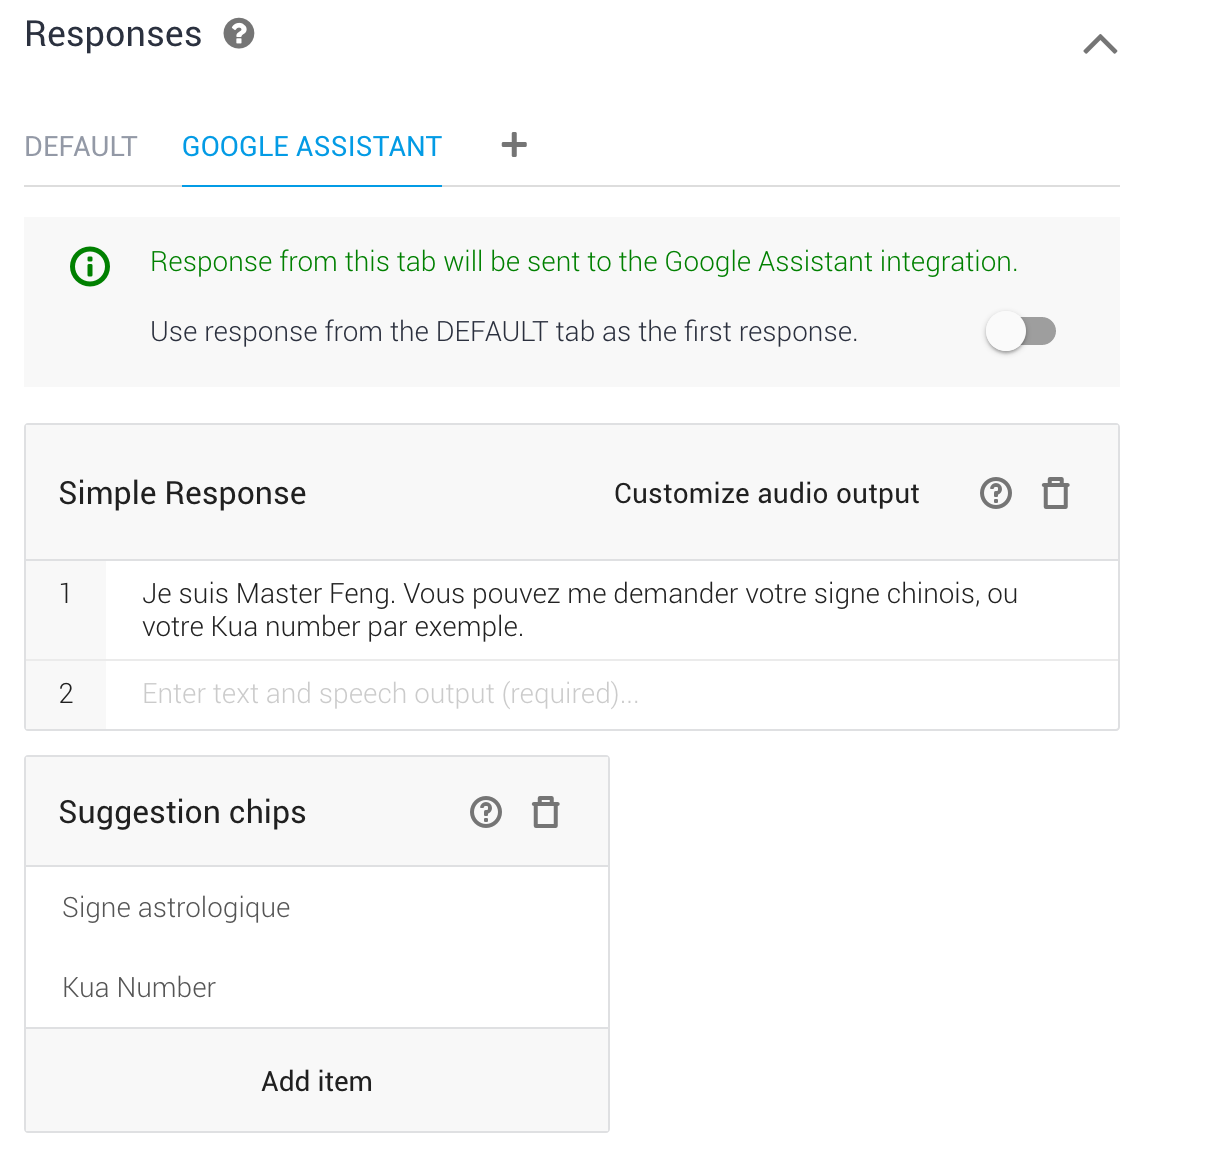 Responses
DEFAULT GOOGLE ASSISTANT
Response from this tab will be sent to the Google Assistant integration.
Use response from the DEFAULT tab as the first response.
Simple Response Customize audio output
1 Je suis Master Feng. Vous pouvez me demander votre signe chinois, ou
votre Kua number par exemple.
2 Enter text and speech output (required)...
Suggestion chips
Signe astrologique
Kua Number
Add item